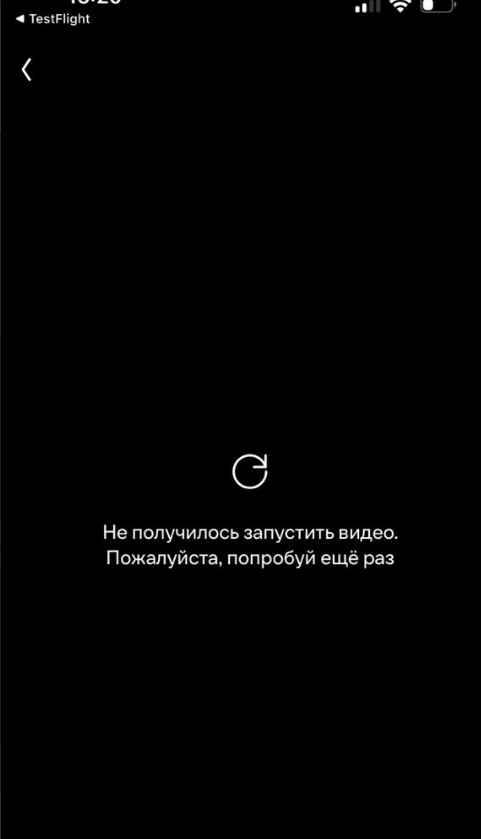 TestFlight
Не получилось запустить видео.
Пожалуйста, попробуй ещё раз